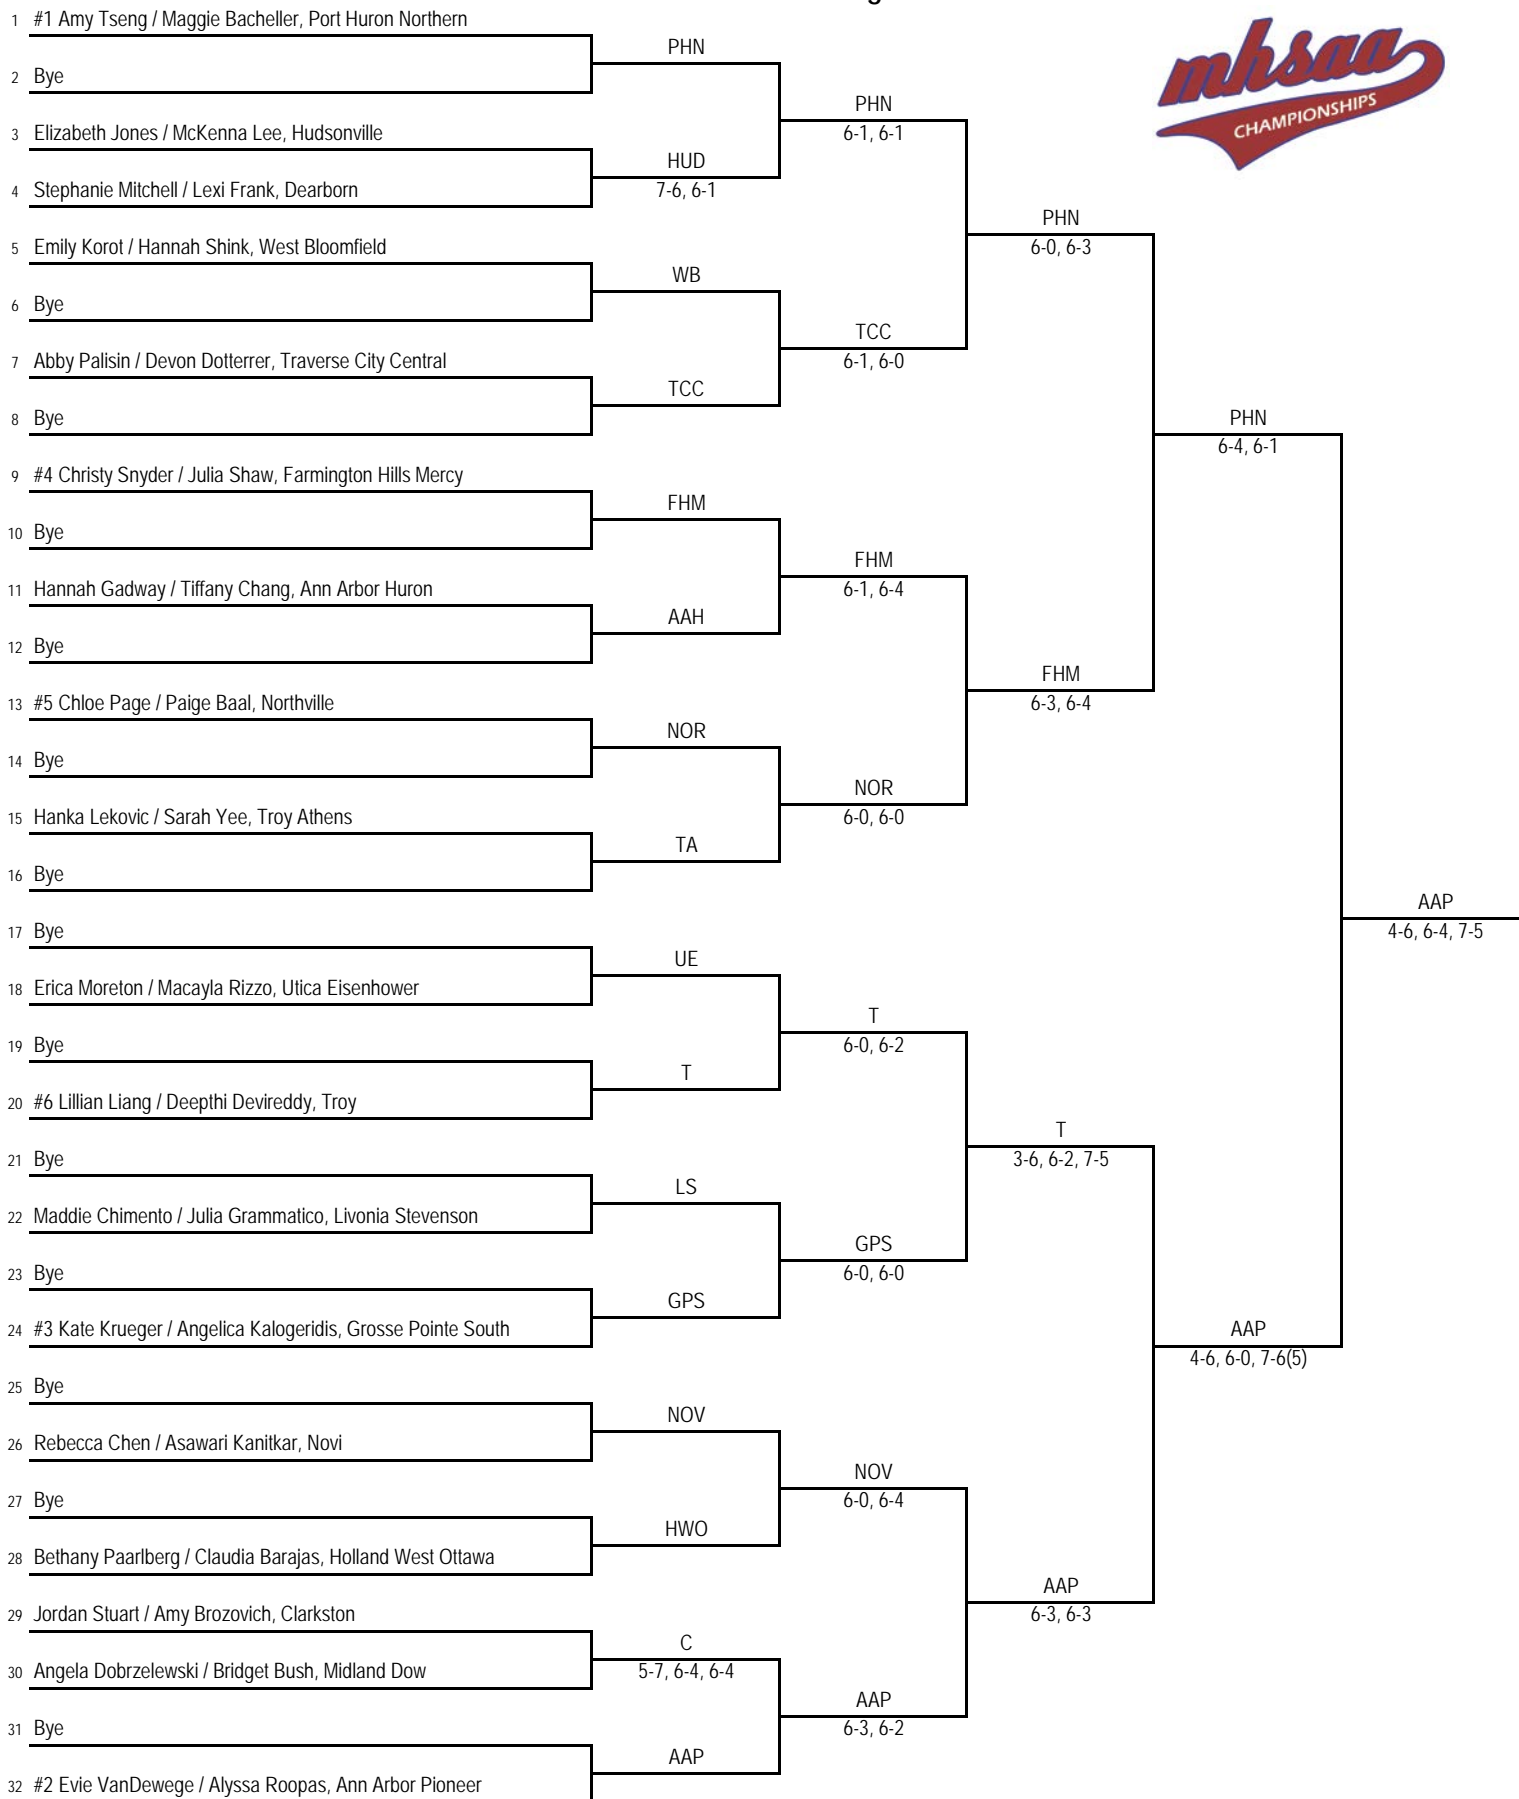 1 #1 Amy Tseng / Maggie Bacheller, Port Huron Northern
PHN
2 Bye
PHN
6-1, 6-1
3 Elizabeth Jones / McKenna Lee, Hudsonville
HUD
7-6, 6-1
4 Stephanie Mitchell / Lexi Frank, Dearborn
mhsaa
CHAMPIONSHIPS
PHN
6-0, 6-3
5 Emily Korot / Hannah Shink, West Bloomfield
WB
6 Bye
TCC
6-1, 6-0
7 Abby Palisin / Devon Dotterrer, Traverse City Central
TCC
8 Bye
PHN
6-4, 6-1
9 #4 Christy Snyder / Julia Shaw, Farmington Hills Mercy
FHM
10 Bye
FHM
6-1, 6-4
11 Hannah Gadway / Tiffany Chang, Ann Arbor Huron
AAH
12 Bye
FHM
6-3, 6-4
13 #5 Chloe Page / Paige Baal, Northville
NOR
14 Bye
NOR
6-0, 6-0
15 Hanka Lekovic / Sarah Yee, Troy Athens
TA
16 Bye
AAP
4-6, 6-4, 7-5
17 Bye
UE
18 Erica Moreton / Macayla Rizzo, Utica Eisenhower
T
6-0, 6-2
19 Bye
T
20 #6 Lillian Liang / Deepthi Devireddy, Troy
T
3-6, 6-2, 7-5
21 Bye
LS
22 Maddie Chimento / Julia Grammatico, Livonia Stevenson
GPS
6-0, 6-0
23 Bye
GPS
24 #3 Kate Krueger / Angelica Kalogeridis, Grosse Pointe South
AAP
4-6, 6-0, 7-6(5)
25 Bye
NOV
26 Rebecca Chen / Asawari Kanitkar, Novi
NOV
6-0, 6-4
27 Bye
HWO
28 Bethany Paarlberg / Claudia Barajas, Holland West Ottawa
AAP
6-3, 6-3
29 Jordan Stuart / Amy Brozovich, Clarkston
C
5-7, 6-4, 6-4
30 Angela Dobrzelewski / Bridget Bush, Midland Dow
AAP
6-3, 6-2
31 Bye
AAP
32 #2 Evie VanDewege / Alyssa Roopas, Ann Arbor Pioneer